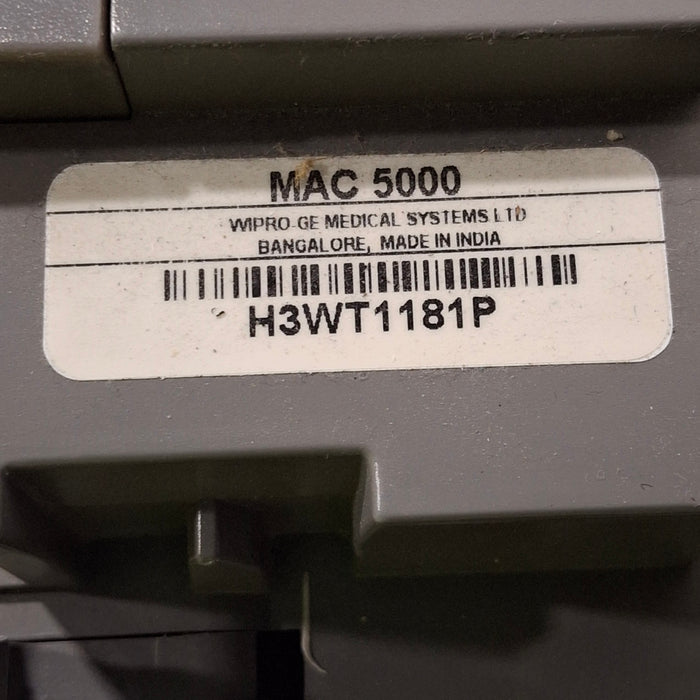 MAC 5000
WIPRO GE MEDICAL SYSTEMS LTD
BANGALORE, MADE IN INDIA
H3WT1181P